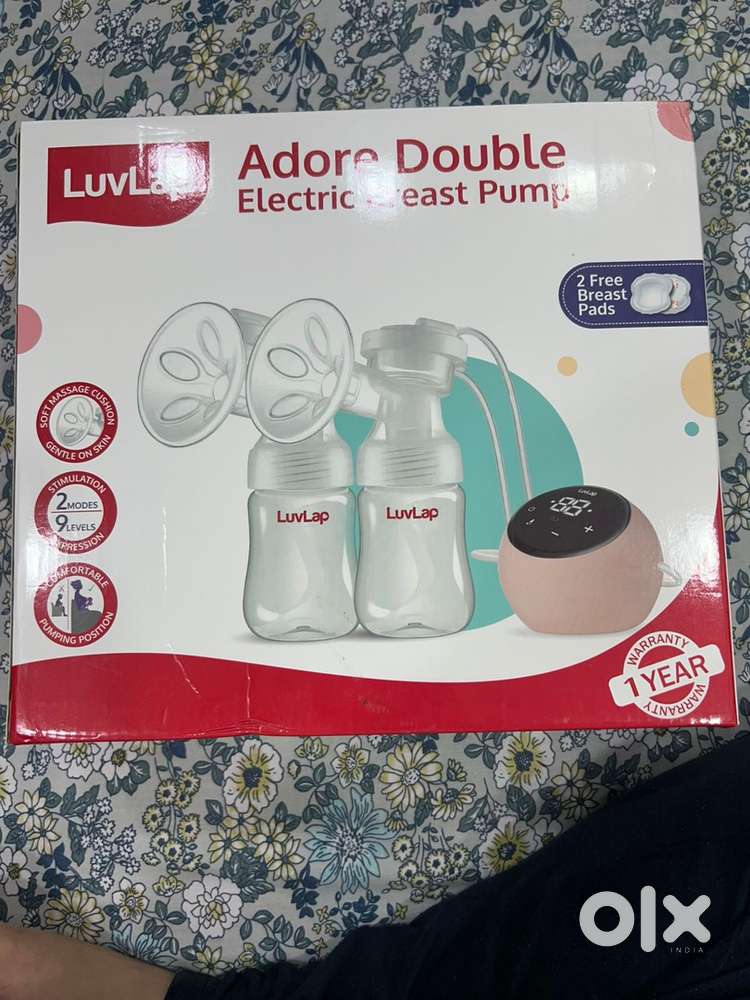 LuvLap
Adore Double
Electric Breast Pump
2 Free
Breast
Pads
SOFT MASSAGE CUSHION
GENTLE ON SKIN
STIMULATION
2 MODES
9 LEVELS
EXPRESSION
COMFORTABLE
PUMPING POSITION
LuvLap
LuvLap
LuvLap
88
WARRANTY
1 YEAR
WARRANTY
olx
INDIA